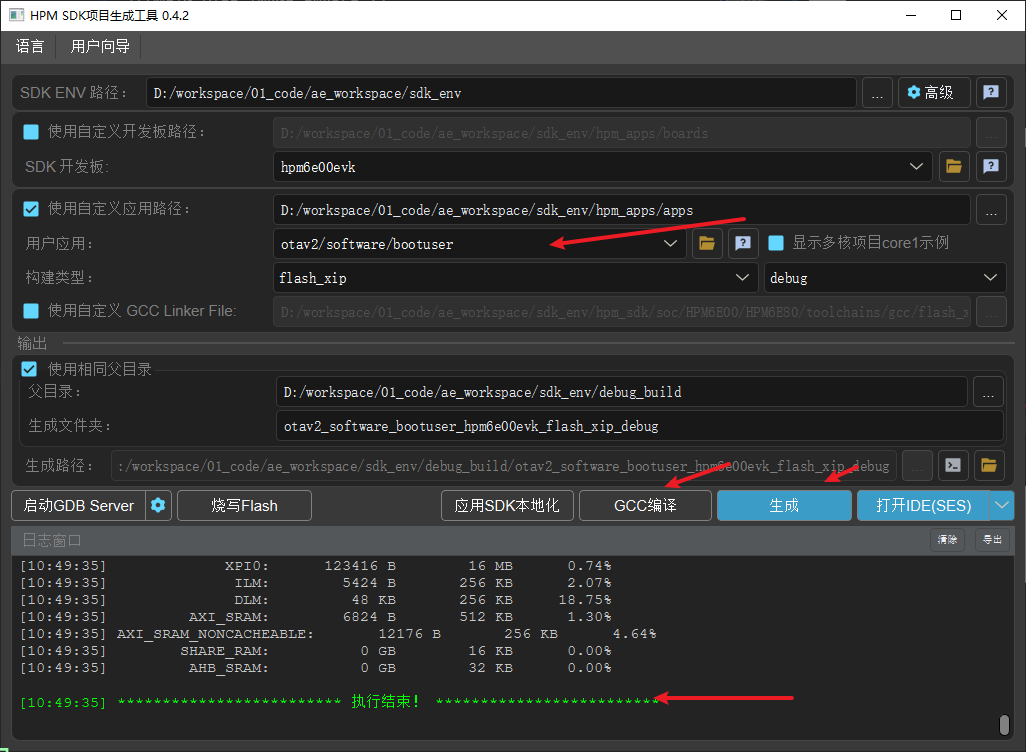 HPM SDK项目生成工具 0.4.2
语言 用户向导
SDK ENV 路径： D:/workspace/01_code/ae_workspace/sdk_env ... 高级
使用自定义开发板路径： D:/workspace/01_code/ae_workspace/sdk_env/hpm_apps/boards ...
SDK 开发板: hpm6e00evk
使用自定义应用路径： D:/workspace/01_code/ae_workspace/sdk_env/hpm_apps/apps ...
用户应用： otav2/software/bootuser 显示多核项目core1示例
构建类型： flash_xip debug
使用自定义 GCC Linker File: D:/workspace/01_code/ae_workspace/sdk_env/hpm_sdk/soc/HPM6E00/HPM6E80/toolchains/gcc/flash_x ...
输出
使用相同父目录
父目录： D:/workspace/01_code/ae_workspace/sdk_env/debug_build ...
生成文件夹： otav2_software_bootuser_hpm6e00evk_flash_xip_debug
生成路径： :/workspace/01_code/ae_workspace/sdk_env/debug_build/otav2_software_bootuser_hpm6e00evk_flash_xip_debug ...
启动GDB Server 烧写Flash 应用SDK本地化 GCC编译 生成 打开IDE(SES)
日志窗口 清除 导出
[10:49:35] XPI0: 123416 B 16 MB 0.74%
[10:49:35] ILM: 5424 B 256 KB 2.07%
[10:49:35] DLM: 48 KB 256 KB 18.75%
[10:49:35] AXI_SRAM: 6824 B 512 KB 1.30%
[10:49:35] AXI_SRAM_NONCACHEABLE: 12176 B 256 KB 4.64%
[10:49:35] SHARE_RAM: 0 GB 16 KB 0.00%
[10:49:35] AHB_SRAM: 0 GB 32 KB 0.00%
[10:49:35] ************************* 执行结束！ *************************